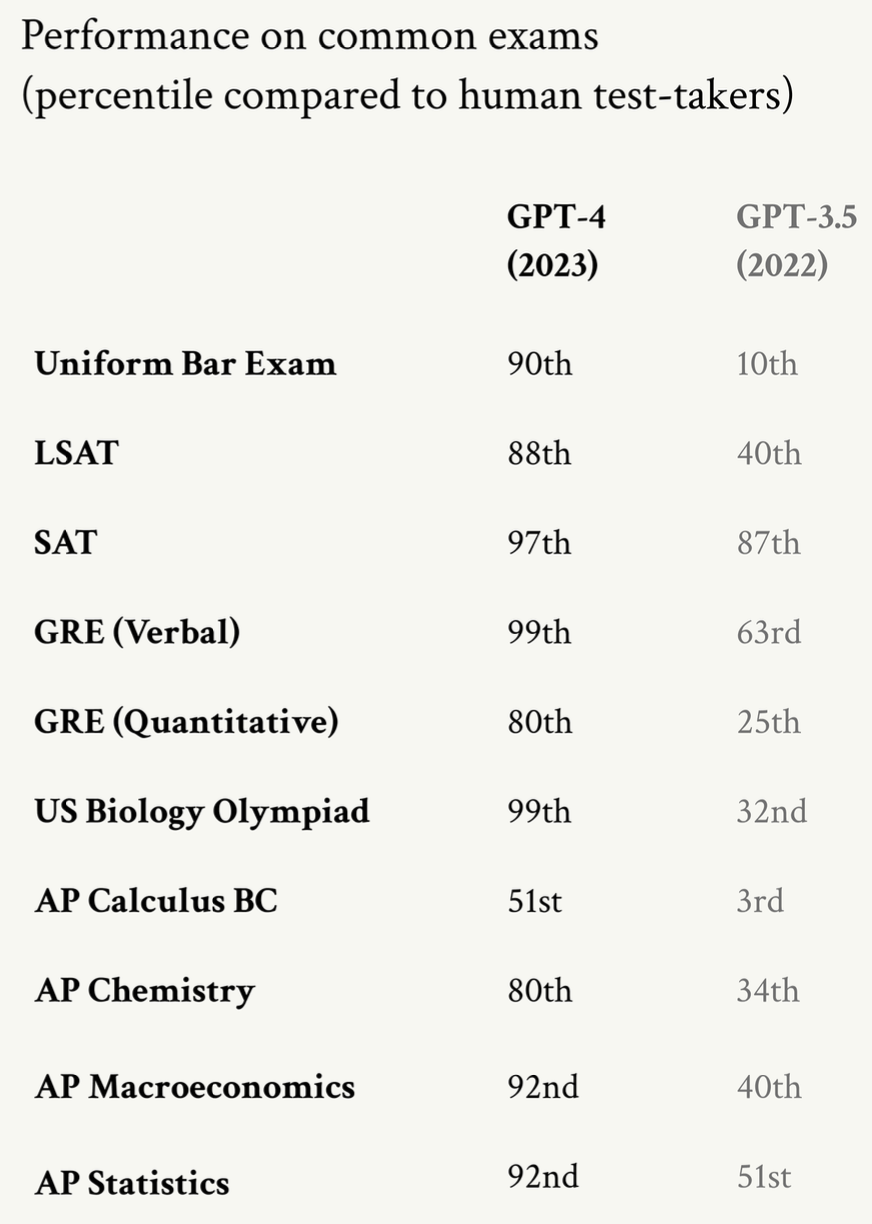 Performance on common exams
(percentile compared to human test-takers)
GPT-4 GPT-3.5
(2023) (2022)
Uniform Bar Exam 90th 10th
LSAT 88th 40th
SAT 97th 87th
GRE (Verbal) 99th 63rd
GRE (Quantitative) 80th 25th
US Biology Olympiad 99th 32nd
AP Calculus BC 51st 3rd
AP Chemistry 80th 34th
AP Macroeconomics 92nd 40th
AP Statistics 92nd 51st